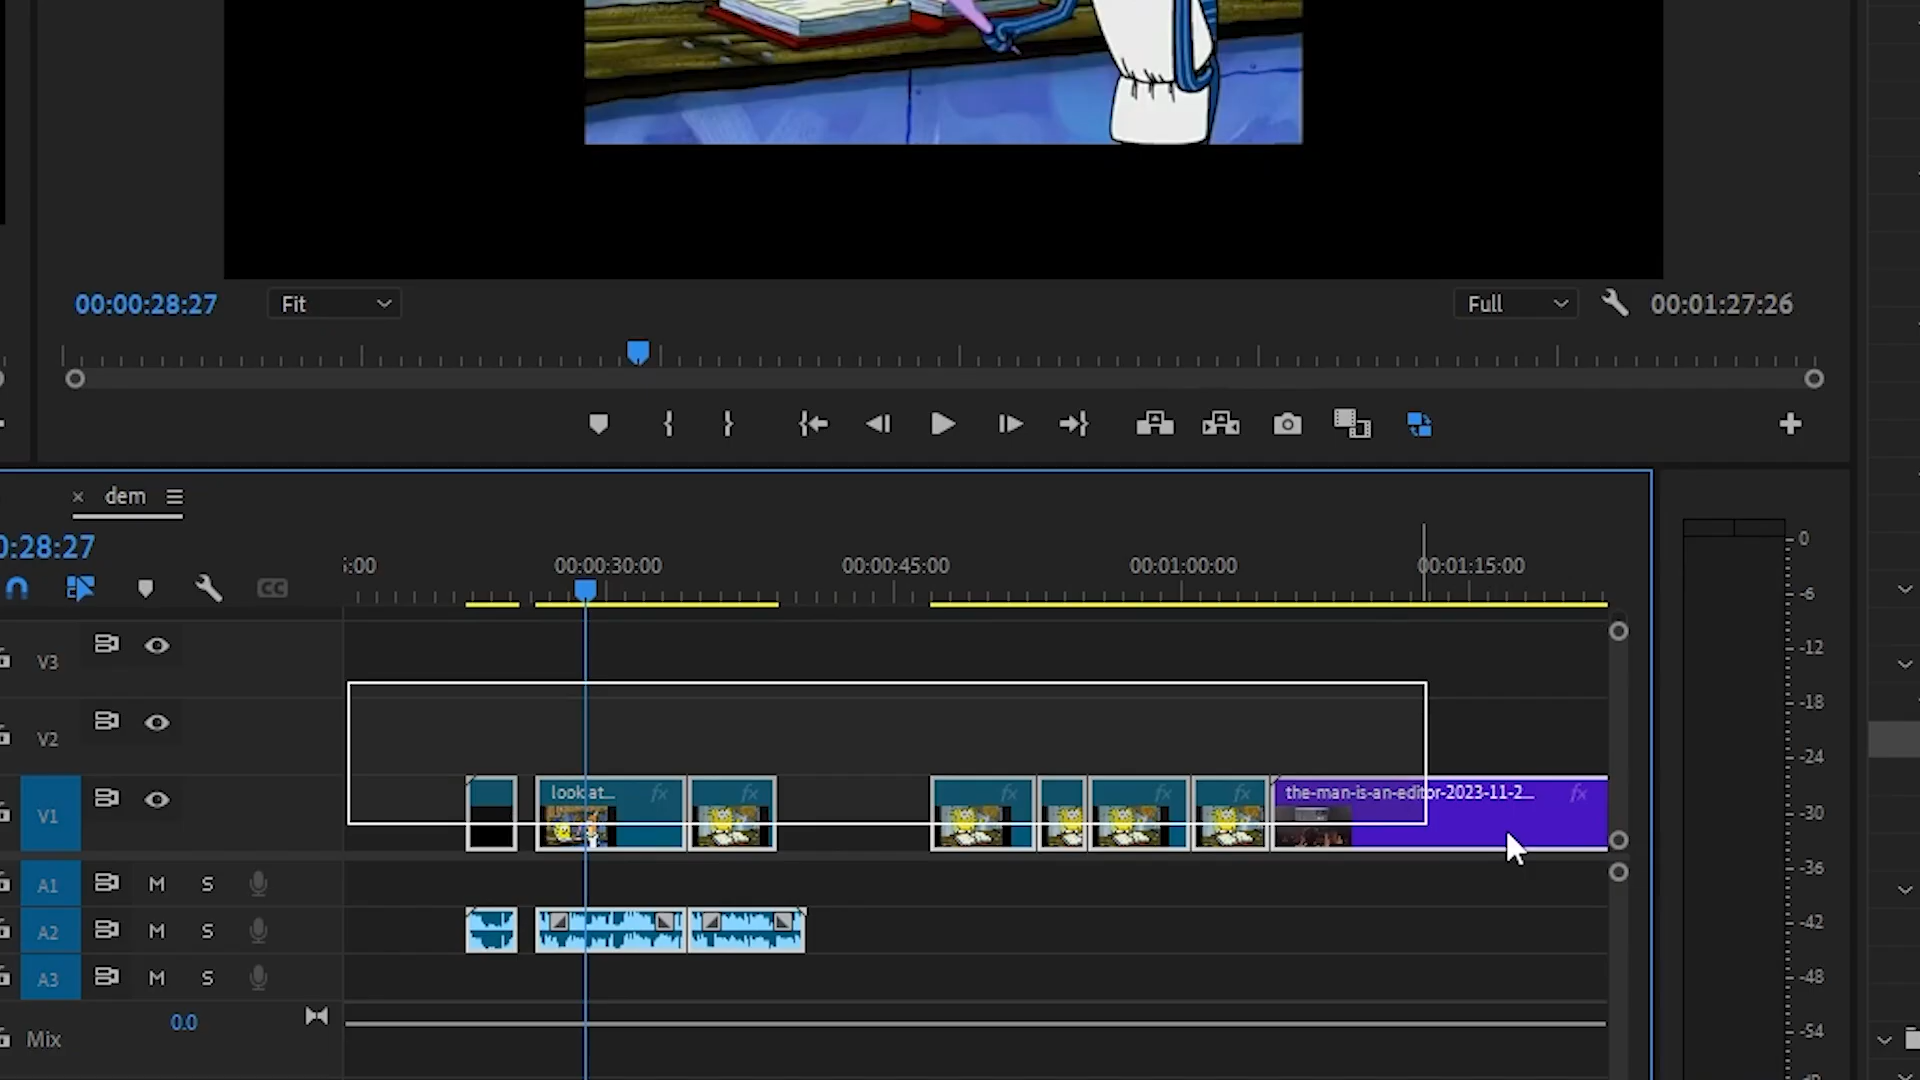 00:00:28:27
Fit
Full
00:01:27:26
× dem
0:28:27
:00
00:00:30:00
00:00:45:00
00:01:00:00
00:01:15:00
CC
V3
V2
V1
look at...
fx
fx
fx
fx
fx
fx
the-man-is-an-editor-2023-11-2...
fx
A1
M
S
A2
M
S
A3
M
S
0.0
Mix
0
-6
-12
-18
-24
-30
-36
-42
-48
-54